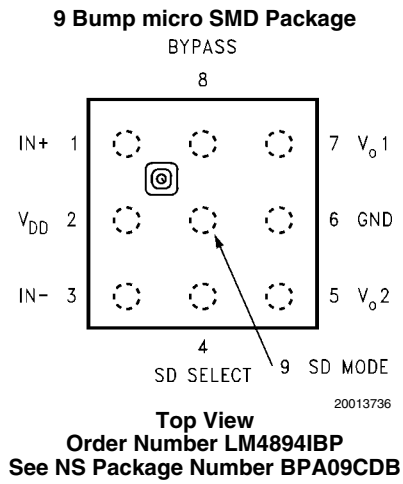 9 Bump micro SMD Package
BYPASS
8
IN+ 1
7 Vo1
VDD 2
6 GND
IN- 3
5 Vo2
4
SD SELECT
9 SD MODE
20013736
Top View
Order Number LM4894IBP
See NS Package Number BPA09CDB